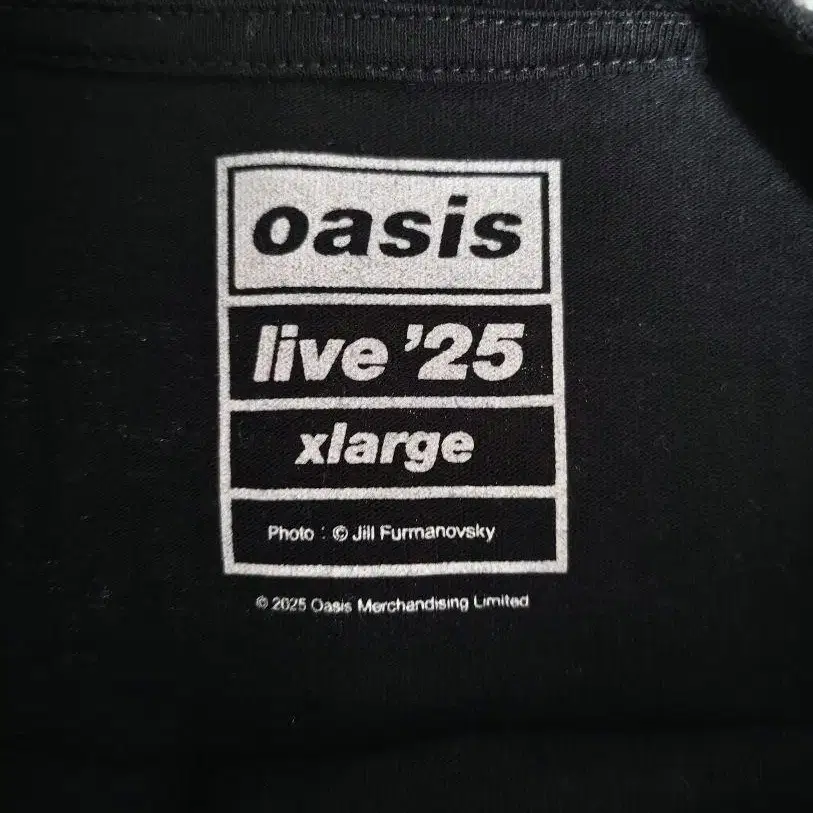 oasis
live '25
xlarge
Photo : © Jill Furmanovsky
© 2025 Oasis Merchandising Limited